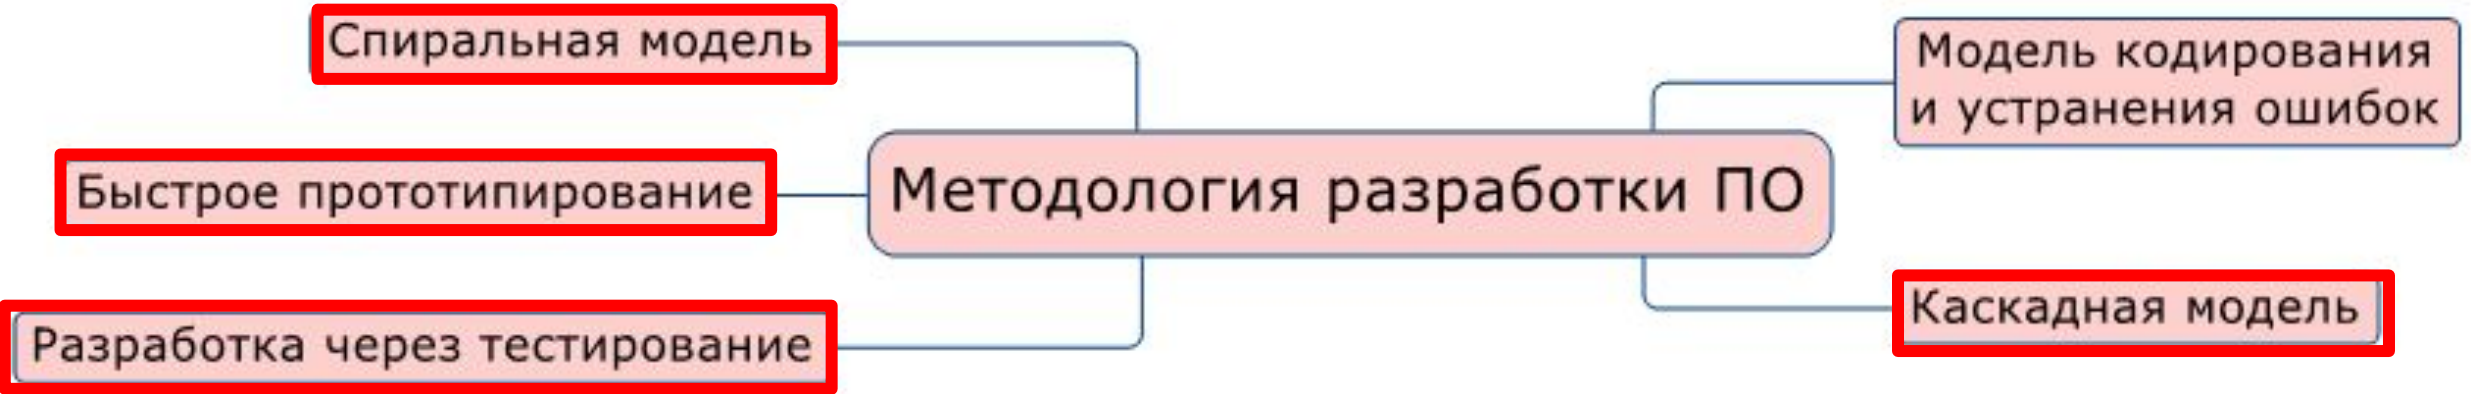 Спиральная модель
Модель кодирования
и устранения ошибок
Быстрое прототипирование
Методология разработки ПО
Разработка через тестирование
Каскадная модель